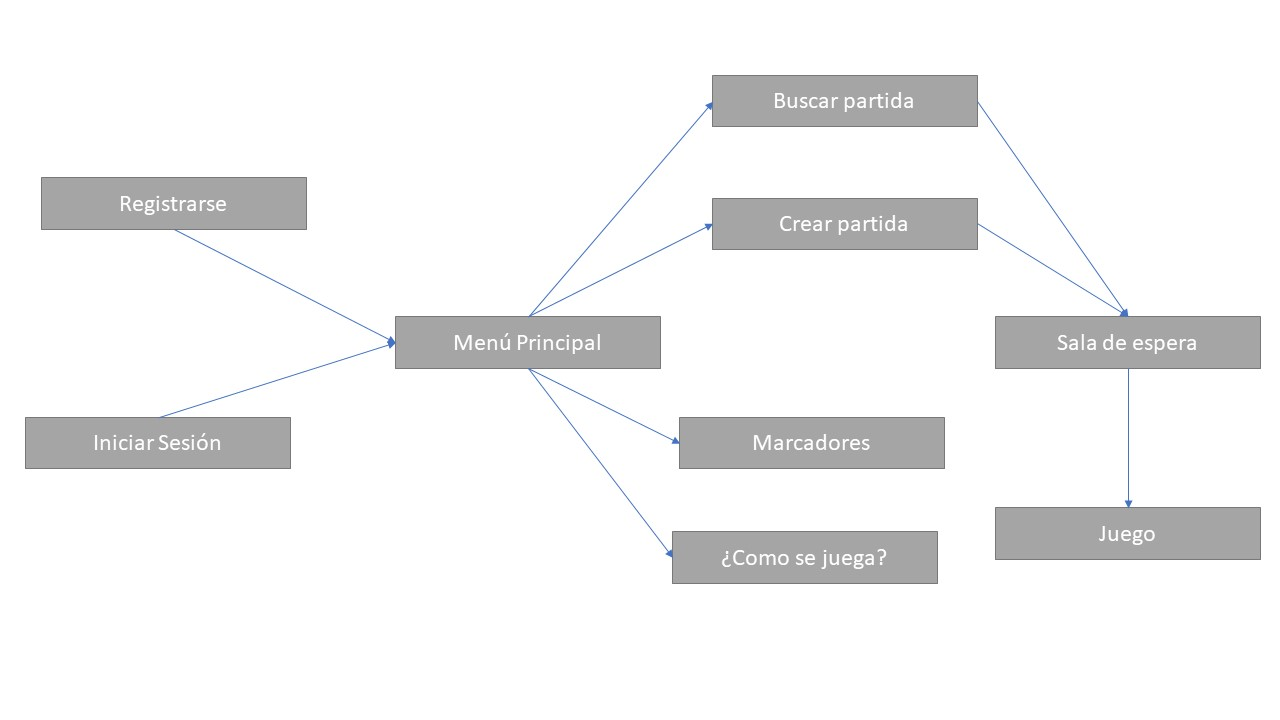 Buscar partida
Registrarse
Crear partida
Menú Principal
Sala de espera
Iniciar Sesión
Marcadores
Juego
¿Como se juega?